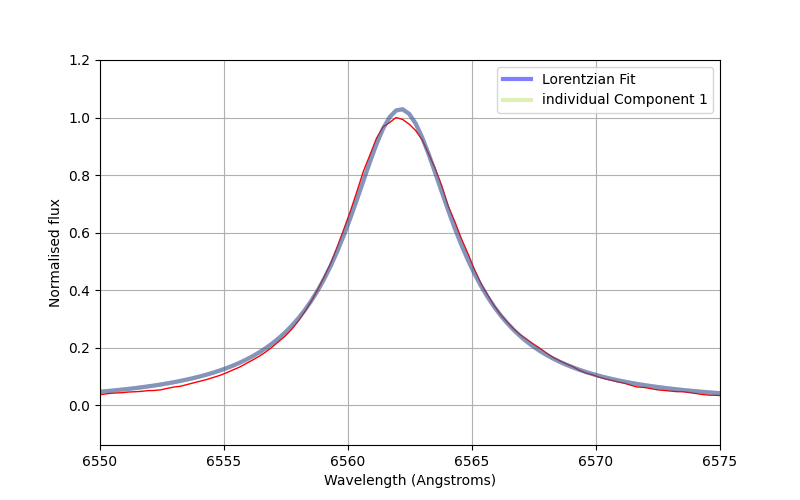 1.2
1.0
0.8
0.6
0.4
0.2
0.0
Normalised flux
Lorentzian Fit
individual Component 1
6550 6555 6560 6565 6570 6575
Wavelength (Angstroms)